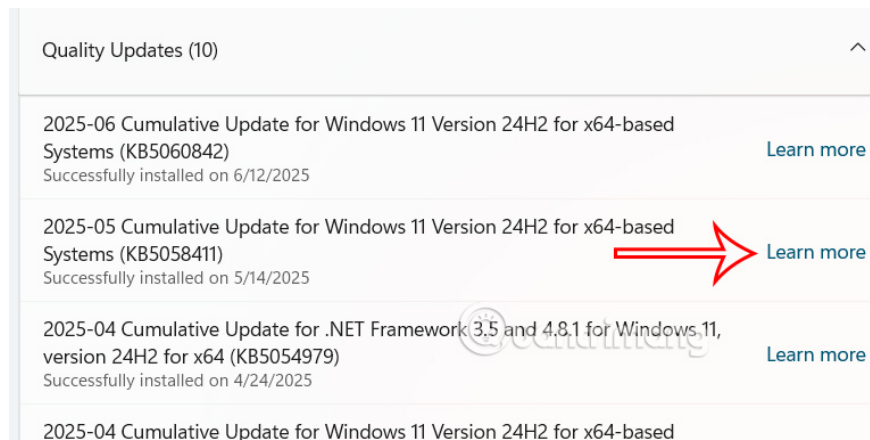 Quality Updates (10)
2025-06 Cumulative Update for Windows 11 Version 24H2 for x64-based
Systems (KB5060842)
Successfully installed on 6/12/2025
Learn more
2025-05 Cumulative Update for Windows 11 Version 24H2 for x64-based
Systems (KB5058411)
Successfully installed on 5/14/2025
Learn more
2025-04 Cumulative Update for .NET Framework 3.5 and 4.8.1 for Windows 11,
version 24H2 for x64 (KB5054979)
Successfully installed on 4/24/2025
Learn more
2025-04 Cumulative Update for Windows 11 Version 24H2 for x64-based